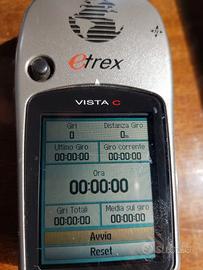 etrex
VISTA C
Giri Distanza Giro
0 0m
Ultimo Giro Giro corrente
00:00:00 00:00:00
Ora
00:00:00
Giri Totali Media sul giro
00:00:00 00:00:00
Avvia
Reset